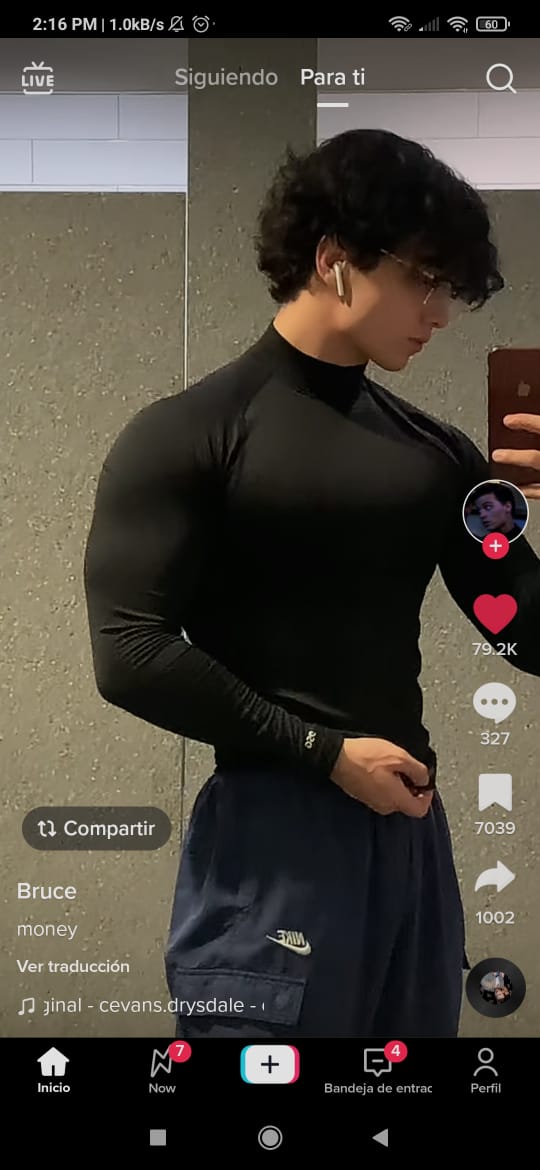 2:16 PM | 1.0kB/s
60
LIVE
Siguiendo
Para ti
79.2K
327
7039
1002
Compartir
Bruce
money
Ver traducción
ginal - cevans.drysdale -
NIKE
7
4
Inicio
Now
Bandeja de entrac
Perfil